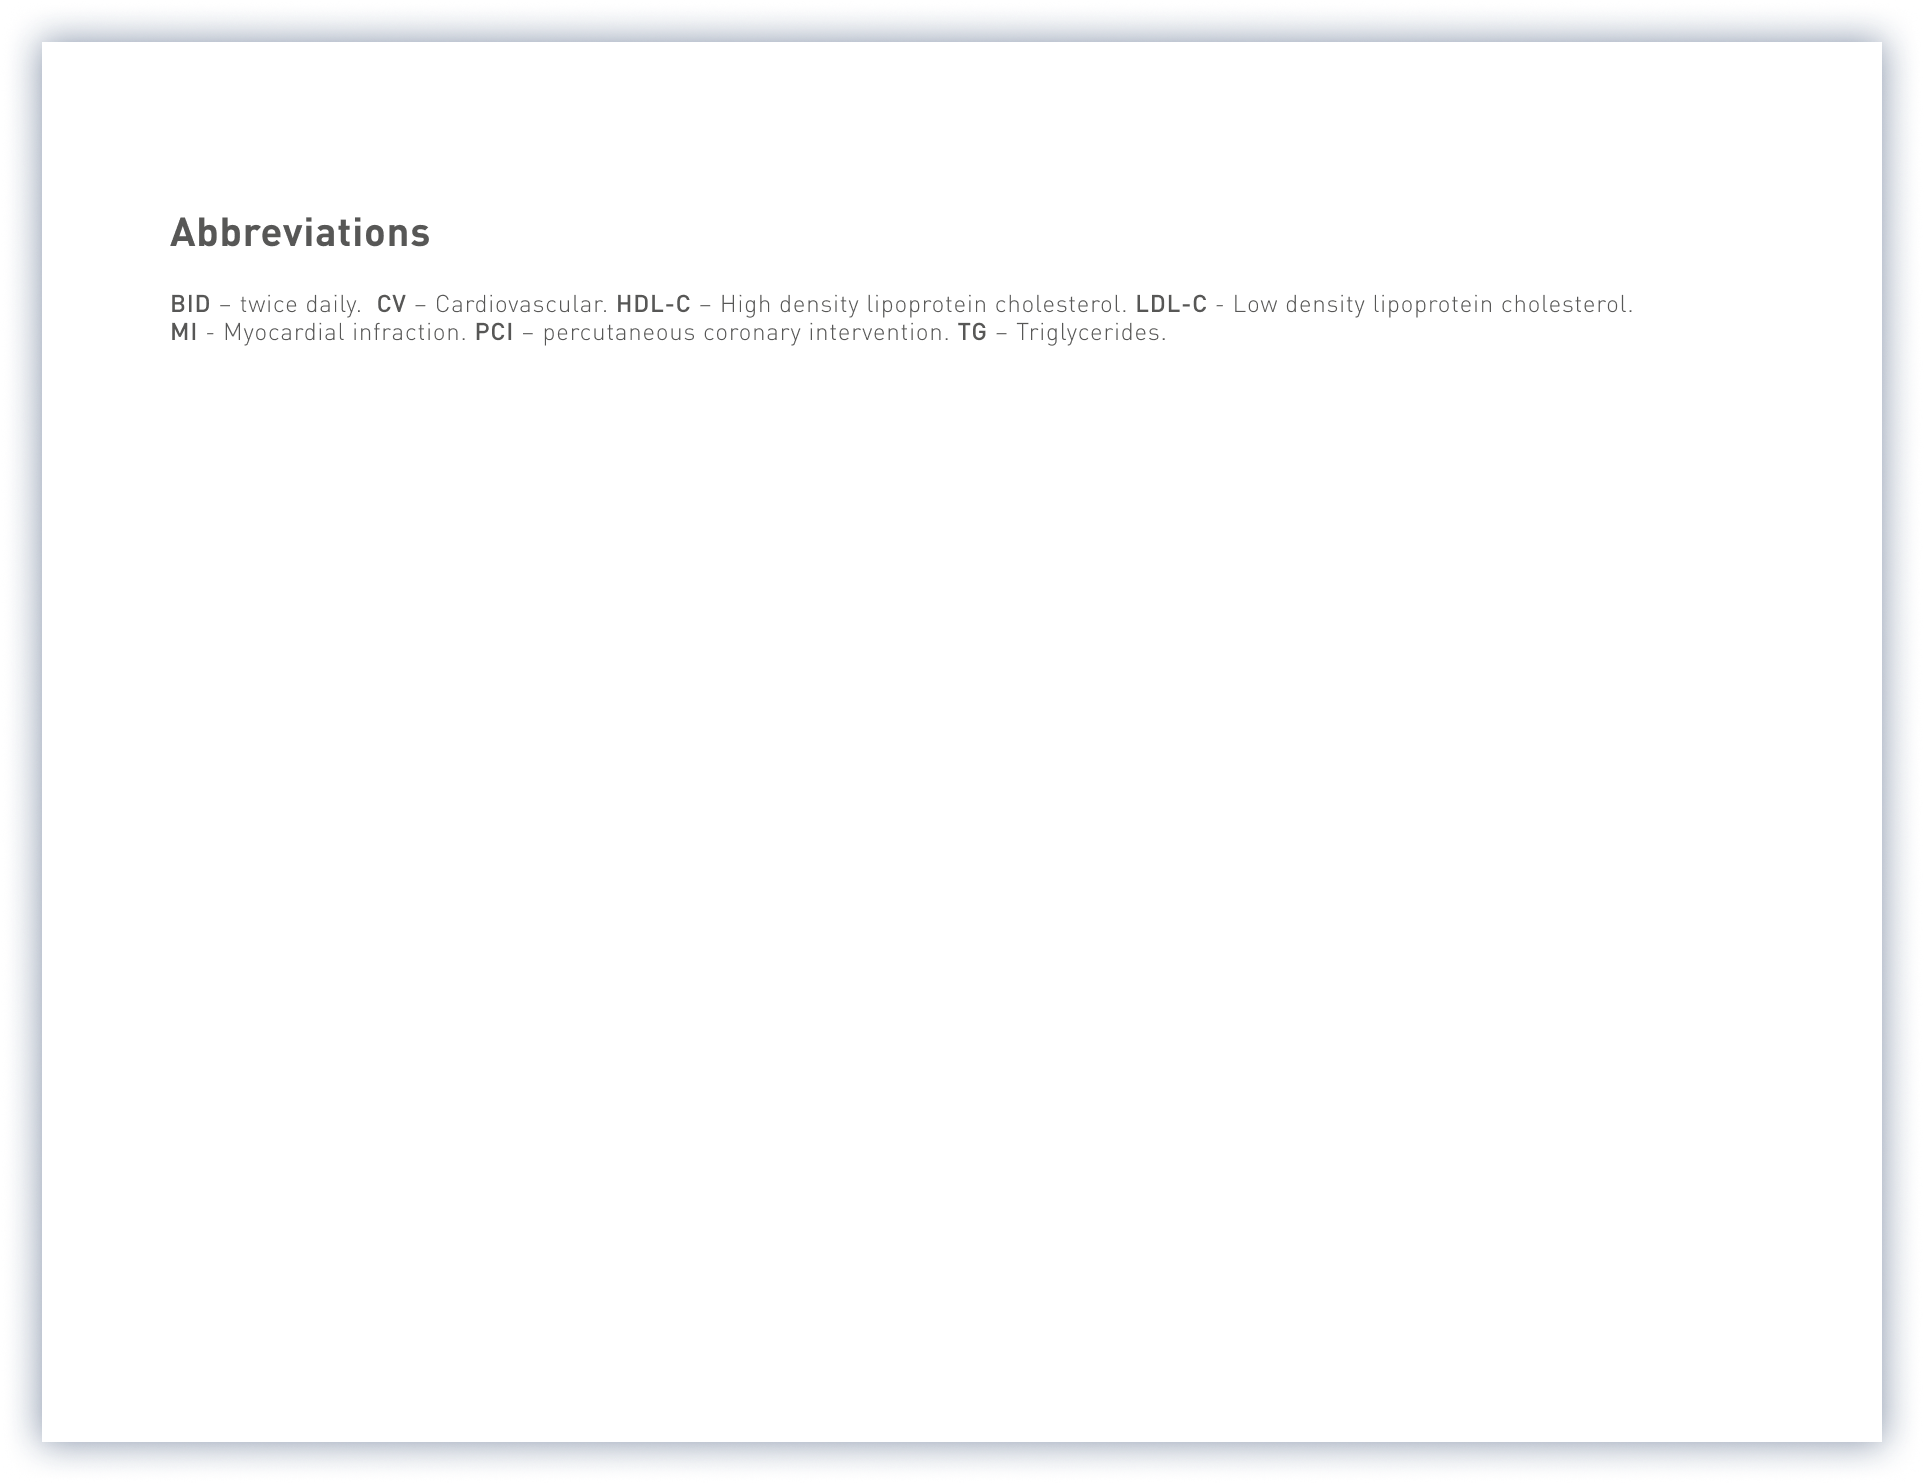 Abbreviations
BID – twice daily.  CV – Cardiovascular. HDL-C – High density lipoprotein cholesterol. LDL-C - Low density lipoprotein cholesterol.
MI - Myocardial infraction. PCI – percutaneous coronary intervention. TG – Triglycerides.